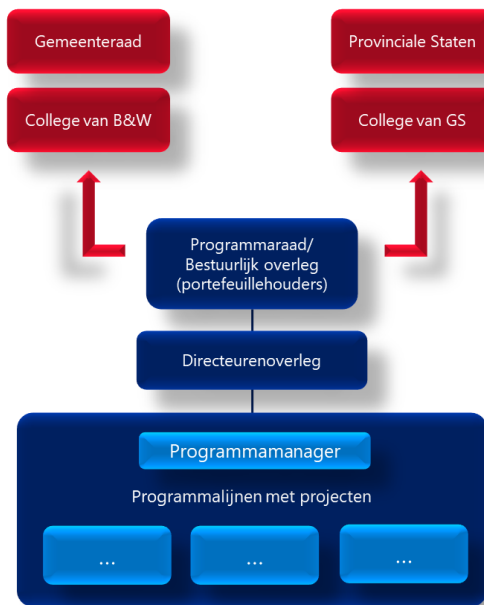 Gemeenteraad
Provinciale Staten
College van B&W
College van GS
Programmaraad/
Bestuurlijk overleg
(portefeuillehouders)
Directeurenoverleg
Programmamanager
Programmalijnen met projecten
...
...
...